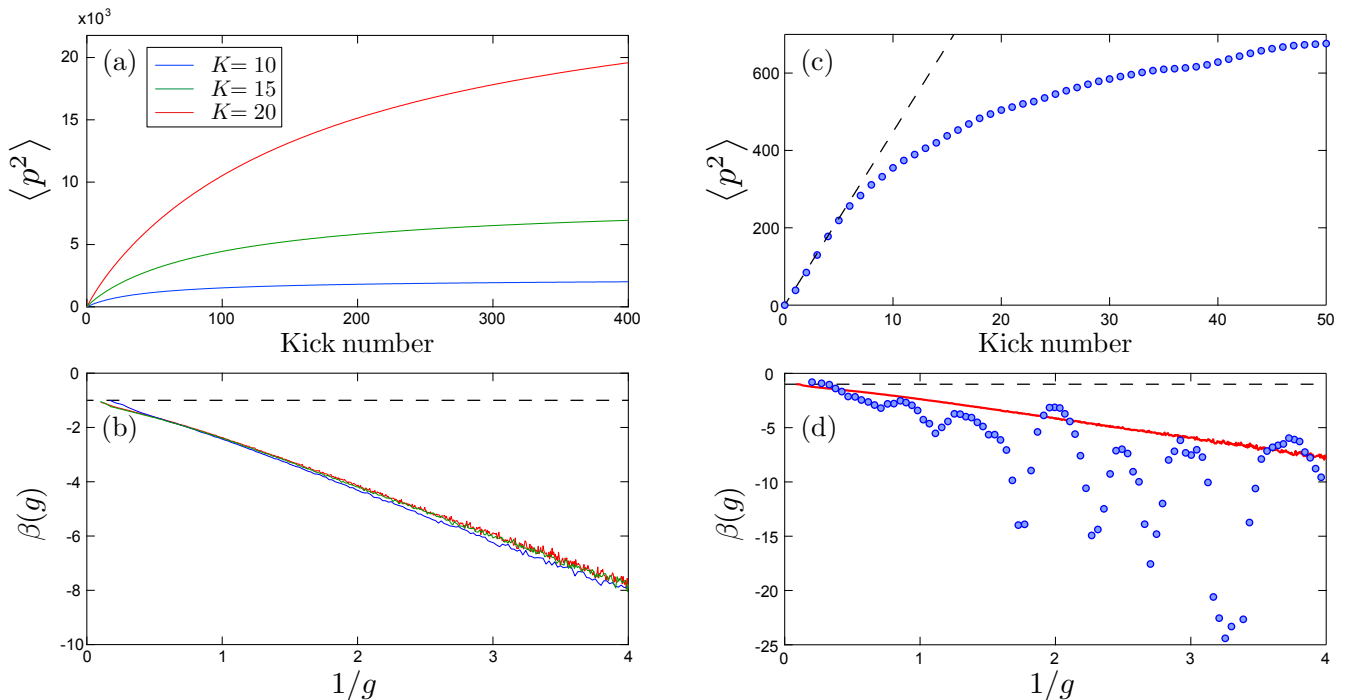 x10³
(a)
K= 10
K= 15
K= 20
20
15
10
5
0
⟨p²⟩
0 100 200 300 400
Kick number
(c)
600
400
200
0
⟨p²⟩
0 10 20 30 40 50
Kick number
(b)
0
-2
-4
-6
-8
-10
β(g)
0 1 2 3 4
1/g
(d)
0
-5
-10
-15
-20
-25
β(g)
0 1 2 3 4
1/g